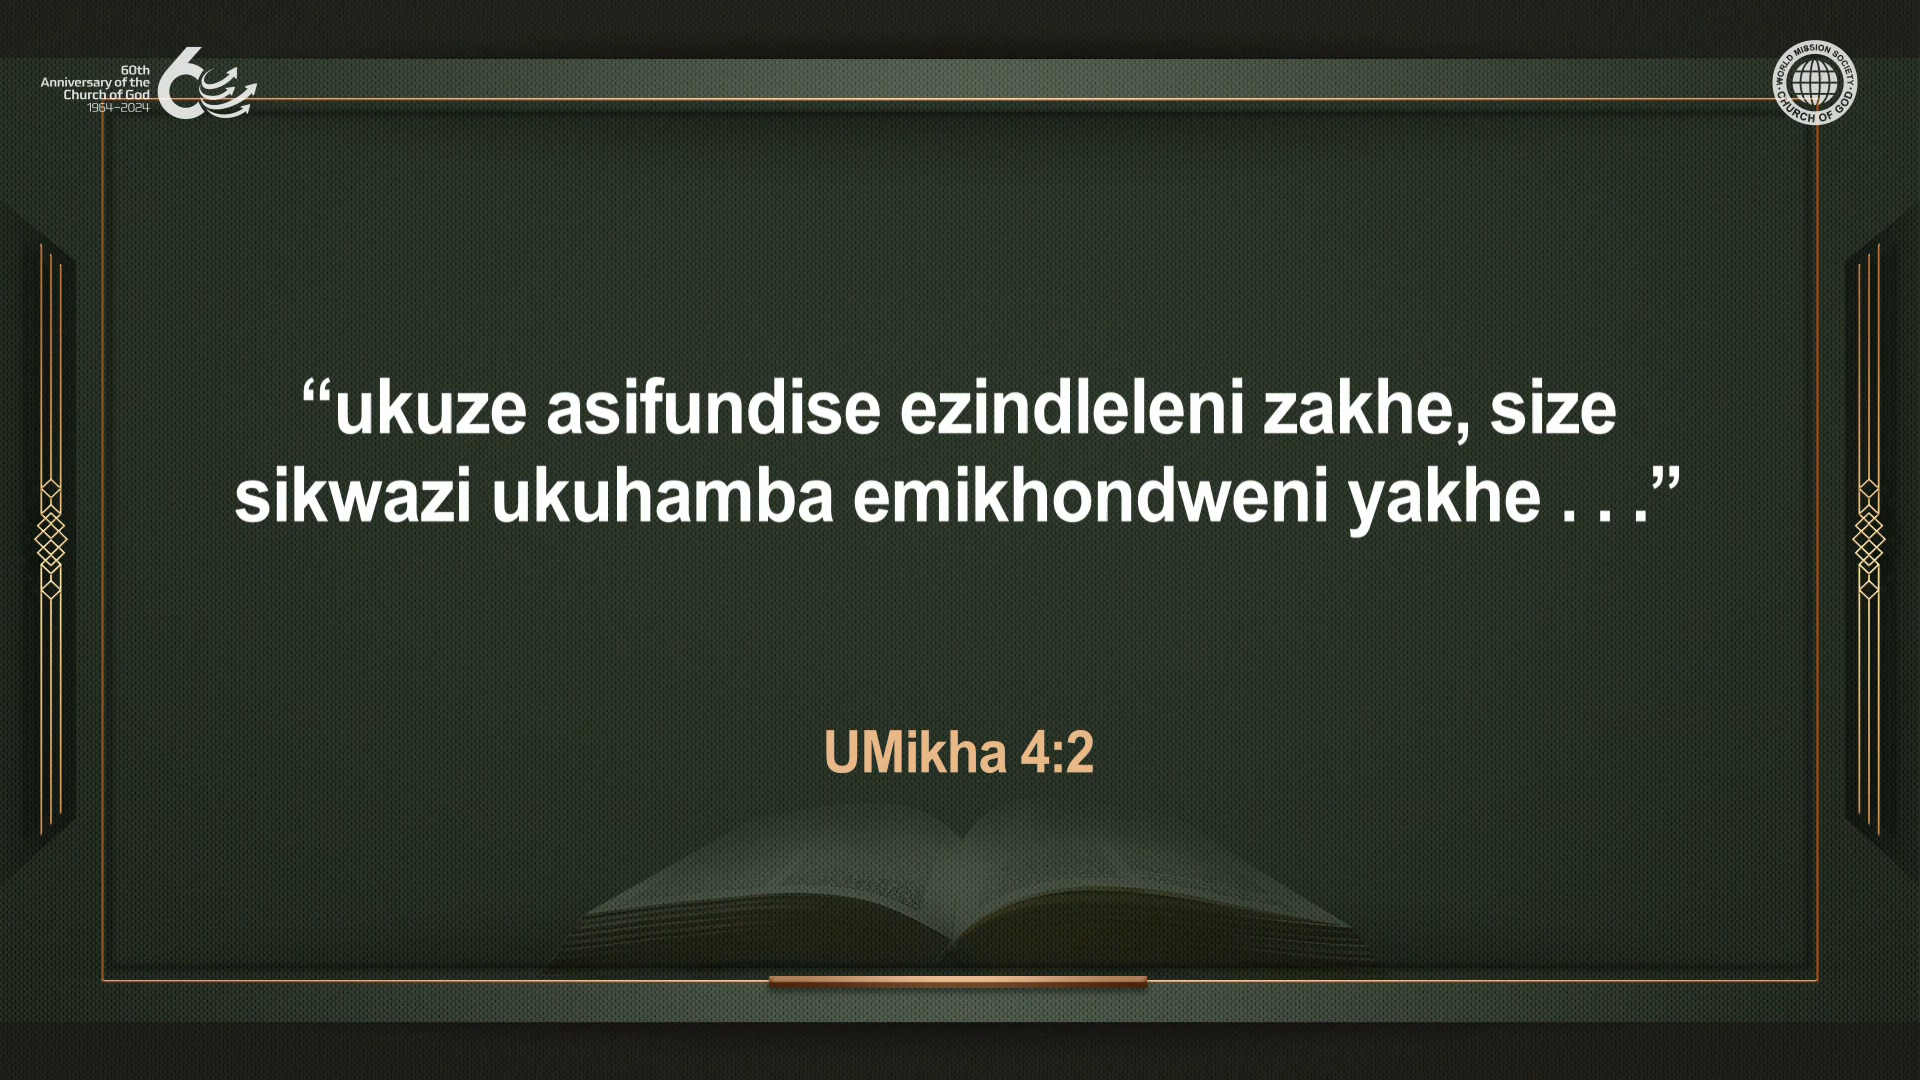 60th
Anniversary of the
Church of God
1964–2024
WORLD MISSION SOCIETY
CHURCH OF GOD
“ukuze asifundise ezindleleni zakhe, size
sikwazi ukuhamba emikhondweni yakhe . . .”
UMikha 4:2